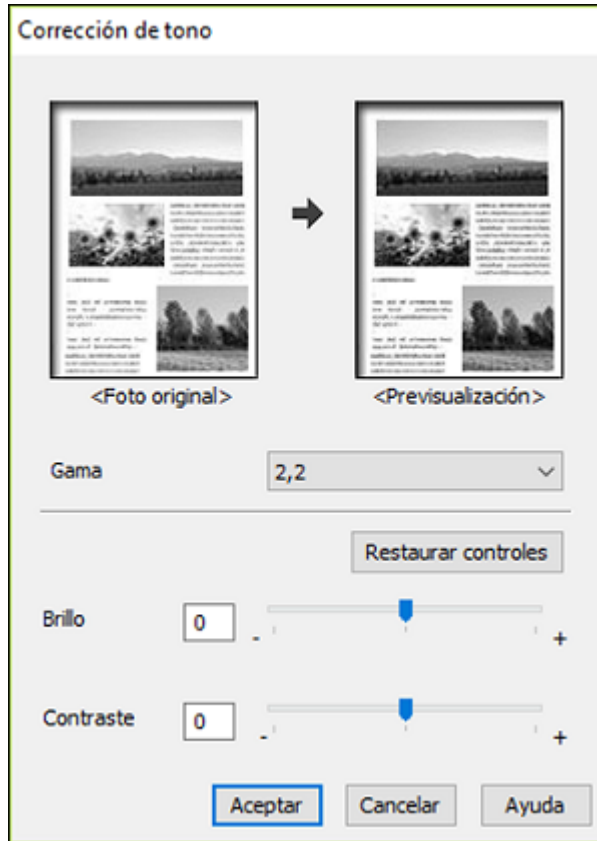 Corrección de tono
<Foto original>
<Previsualización>
Gama
2,2
Restaurar controles
Brillo
0
-
+
Contraste
0
-
+
Aceptar
Cancelar
Ayuda